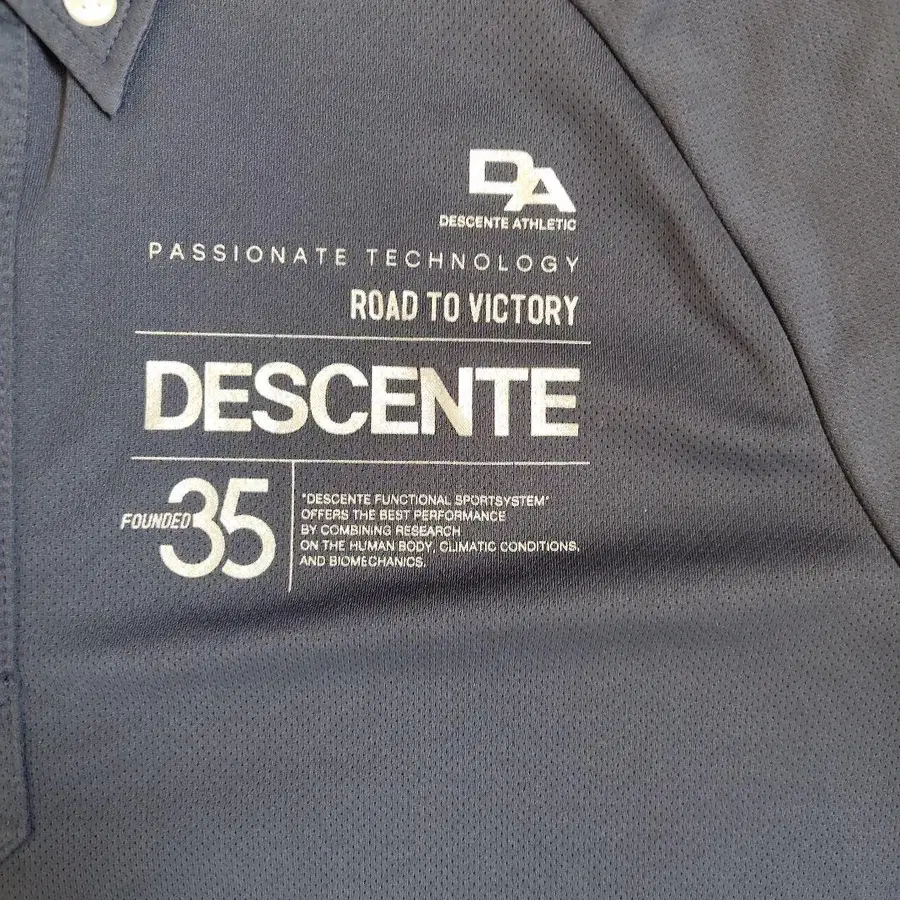 DA
DESCENTE ATHLETIC
PASSIONATE TECHNOLOGY
ROAD TO VICTORY
DESCENTE
FOUNDED 35
"DESCENTE FUNCTIONAL SPORTSYSTEM"
OFFERS THE BEST PERFORMANCE
BY COMBINING RESEARCH
ON THE HUMAN BODY, CLIMATIC CONDITIONS,
AND BIOMECHANICS.